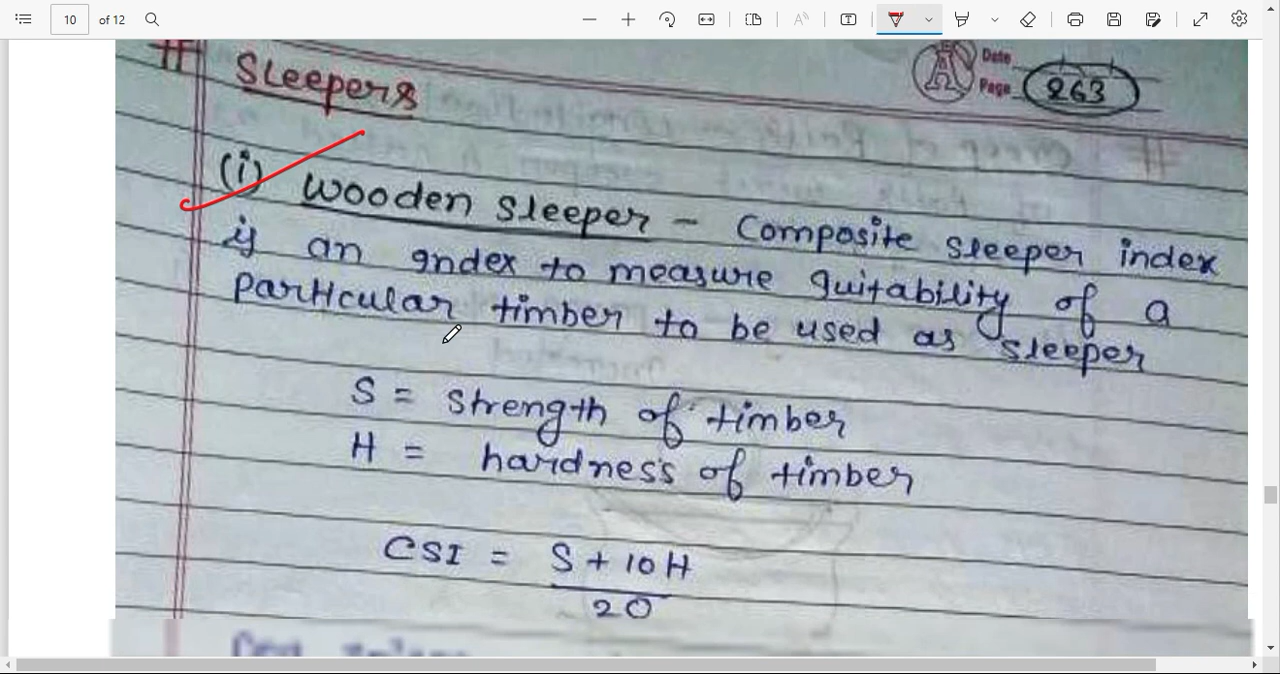 10 of 12
# Sleepers
Date
Page 263
(i) Wooden Sleeper - Composite sleeper index
is an index to measure suitability of a
Particular timber to be used as sleeper
S = Strength of timber
H = hardness of timber
CSI = S + 10 H
20